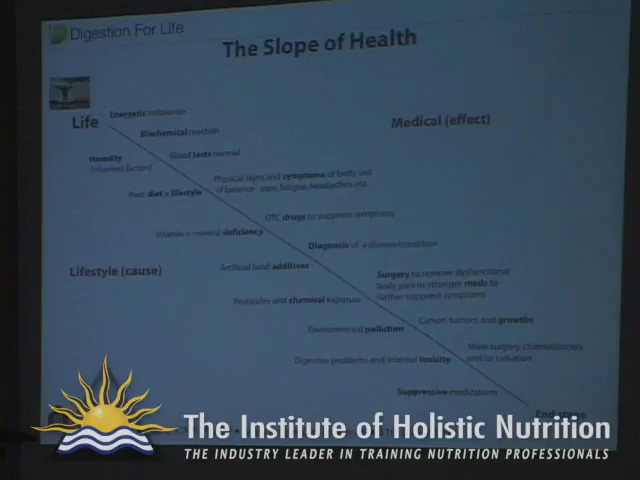 Digestion For Life
The Slope of Health
Life
Energetic imbalance
Biochemical reaction
Medical (effect)
Heredity
(inherited factors)
Blood tests normal
Physical signs and symptoms of body out
of balance - pain, fatigue, headaches etc.
Poor diet + lifestyle
OTC drugs to suppress symptoms
Vitamin + mineral deficiency
Diagnosis of a disease/condition
Lifestyle (cause)
Artificial food additives
Surgery to remove dysfunctional
body part or stronger meds to
further suppress symptoms
Pesticides and chemical exposure
Cancer, tumors, and growths
Environmental pollution
More surgery, chemotherapy
and/or radiation
Digestive problems and internal toxicity
Suppressive medications
End stage
The Institute of Holistic Nutrition
THE INDUSTRY LEADER IN TRAINING NUTRITION PROFESSIONALS